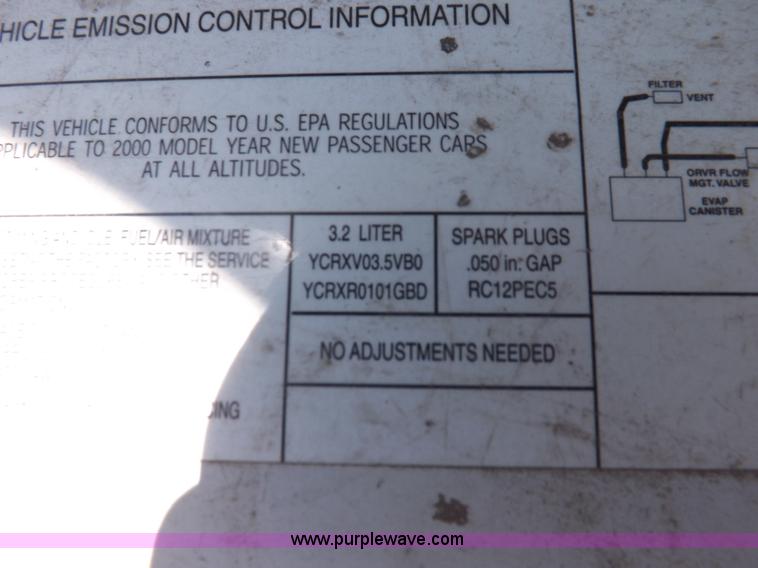 HICLE EMISSION CONTROL INFORMATION
THIS VEHICLE CONFORMS TO U.S. EPA REGULATIONS
PPLICABLE TO 2000 MODEL YEAR NEW PASSENGER CARS
AT ALL ALTITUDES.
FUEL/AIR MIXTURE
SEE THE SERVICE
CING
3.2 LITER
YCRXV03.5VB0
YCRXR0101GBD
SPARK PLUGS
.050 in. GAP
RC12PEC5
NO ADJUSTMENTS NEEDED
FILTER
VENT
ORVR FLOW
MGT. VALVE
EVAP
CANISTER
www.purplewave.com